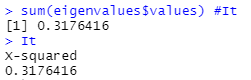 > sum(eigenvalues$values) #It
[1] 0.3176416
> It
X-squared
0.3176416